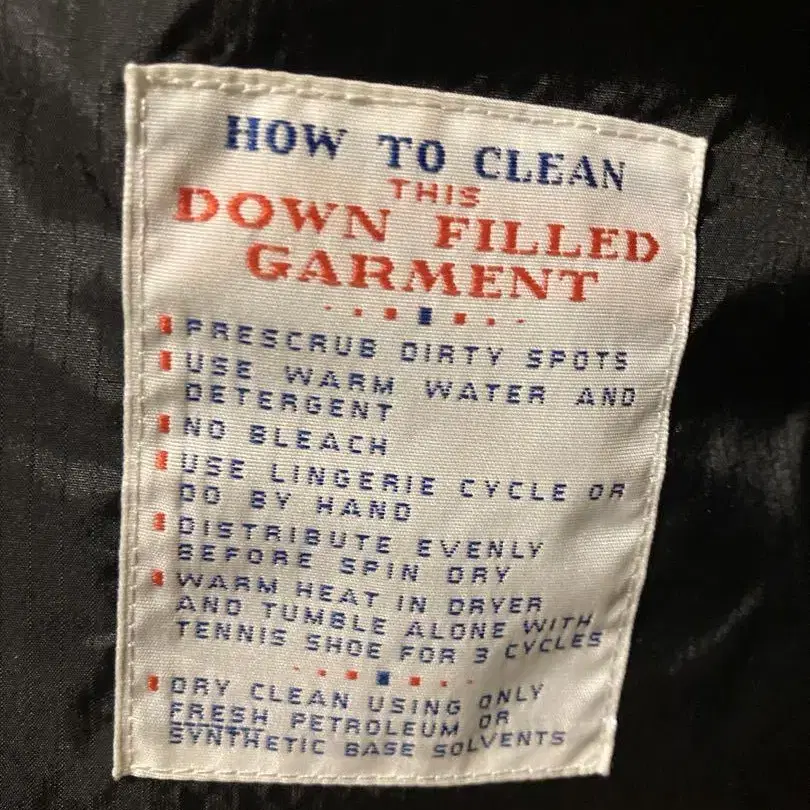 HOW TO CLEAN
THIS
DOWN FILLED
GARMENT
PRESCRUB DIRTY SPOTS
USE WARM WATER AND
DETERGENT
NO BLEACH
USE LINGERIE CYCLE OR
DO BY HAND
DISTRIBUTE EVENLY
BEFORE SPIN DRY
WARM HEAT IN DRYER
AND TUMBLE ALONE WITH
TENNIS SHOE FOR 3 CYCLES
DRY CLEAN USING ONLY
FRESH PETROLEUM OR
SYNTHETIC BASE SOLVENTS